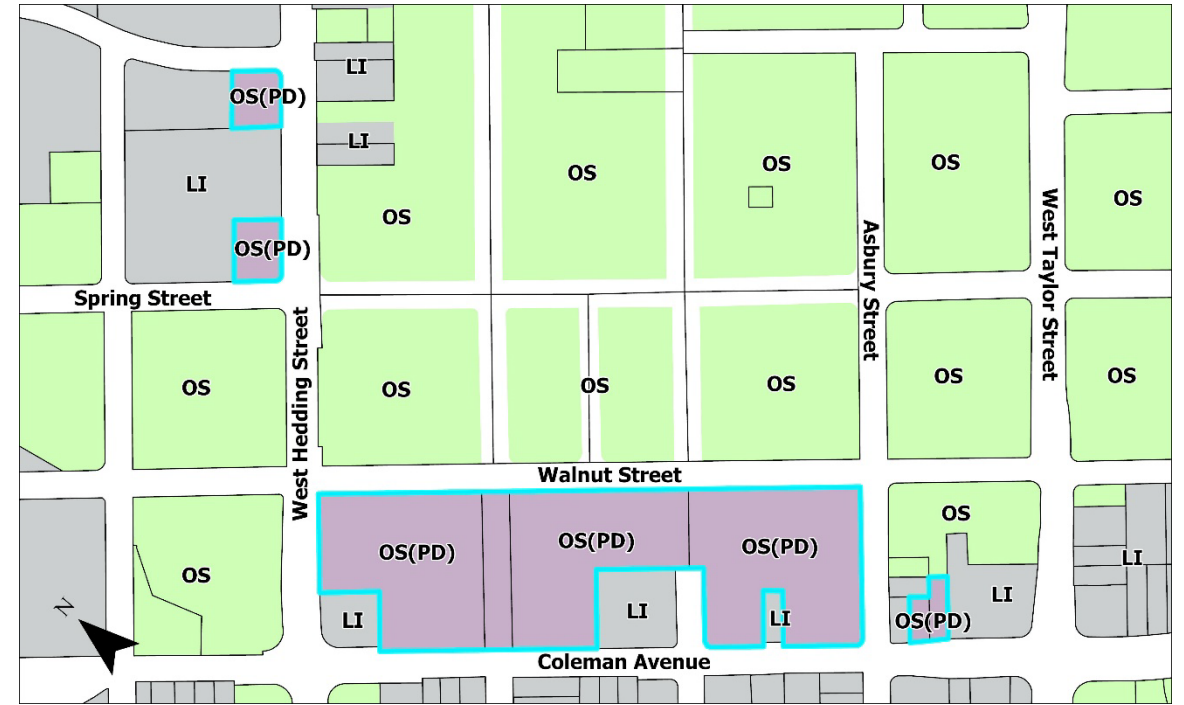 LI
OS(PD)
LI
OS
OS
OS
LI
OS
OS
OS(PD)
Spring Street
West Hedding Street
Asbury Street
West Taylor Street
OS
OS
OS
OS
OS
OS
Walnut Street
OS
OS(PD)
OS(PD)
OS(PD)
LI
OS
LI
LI
LI
LI
OS(PD)
N
Coleman Avenue